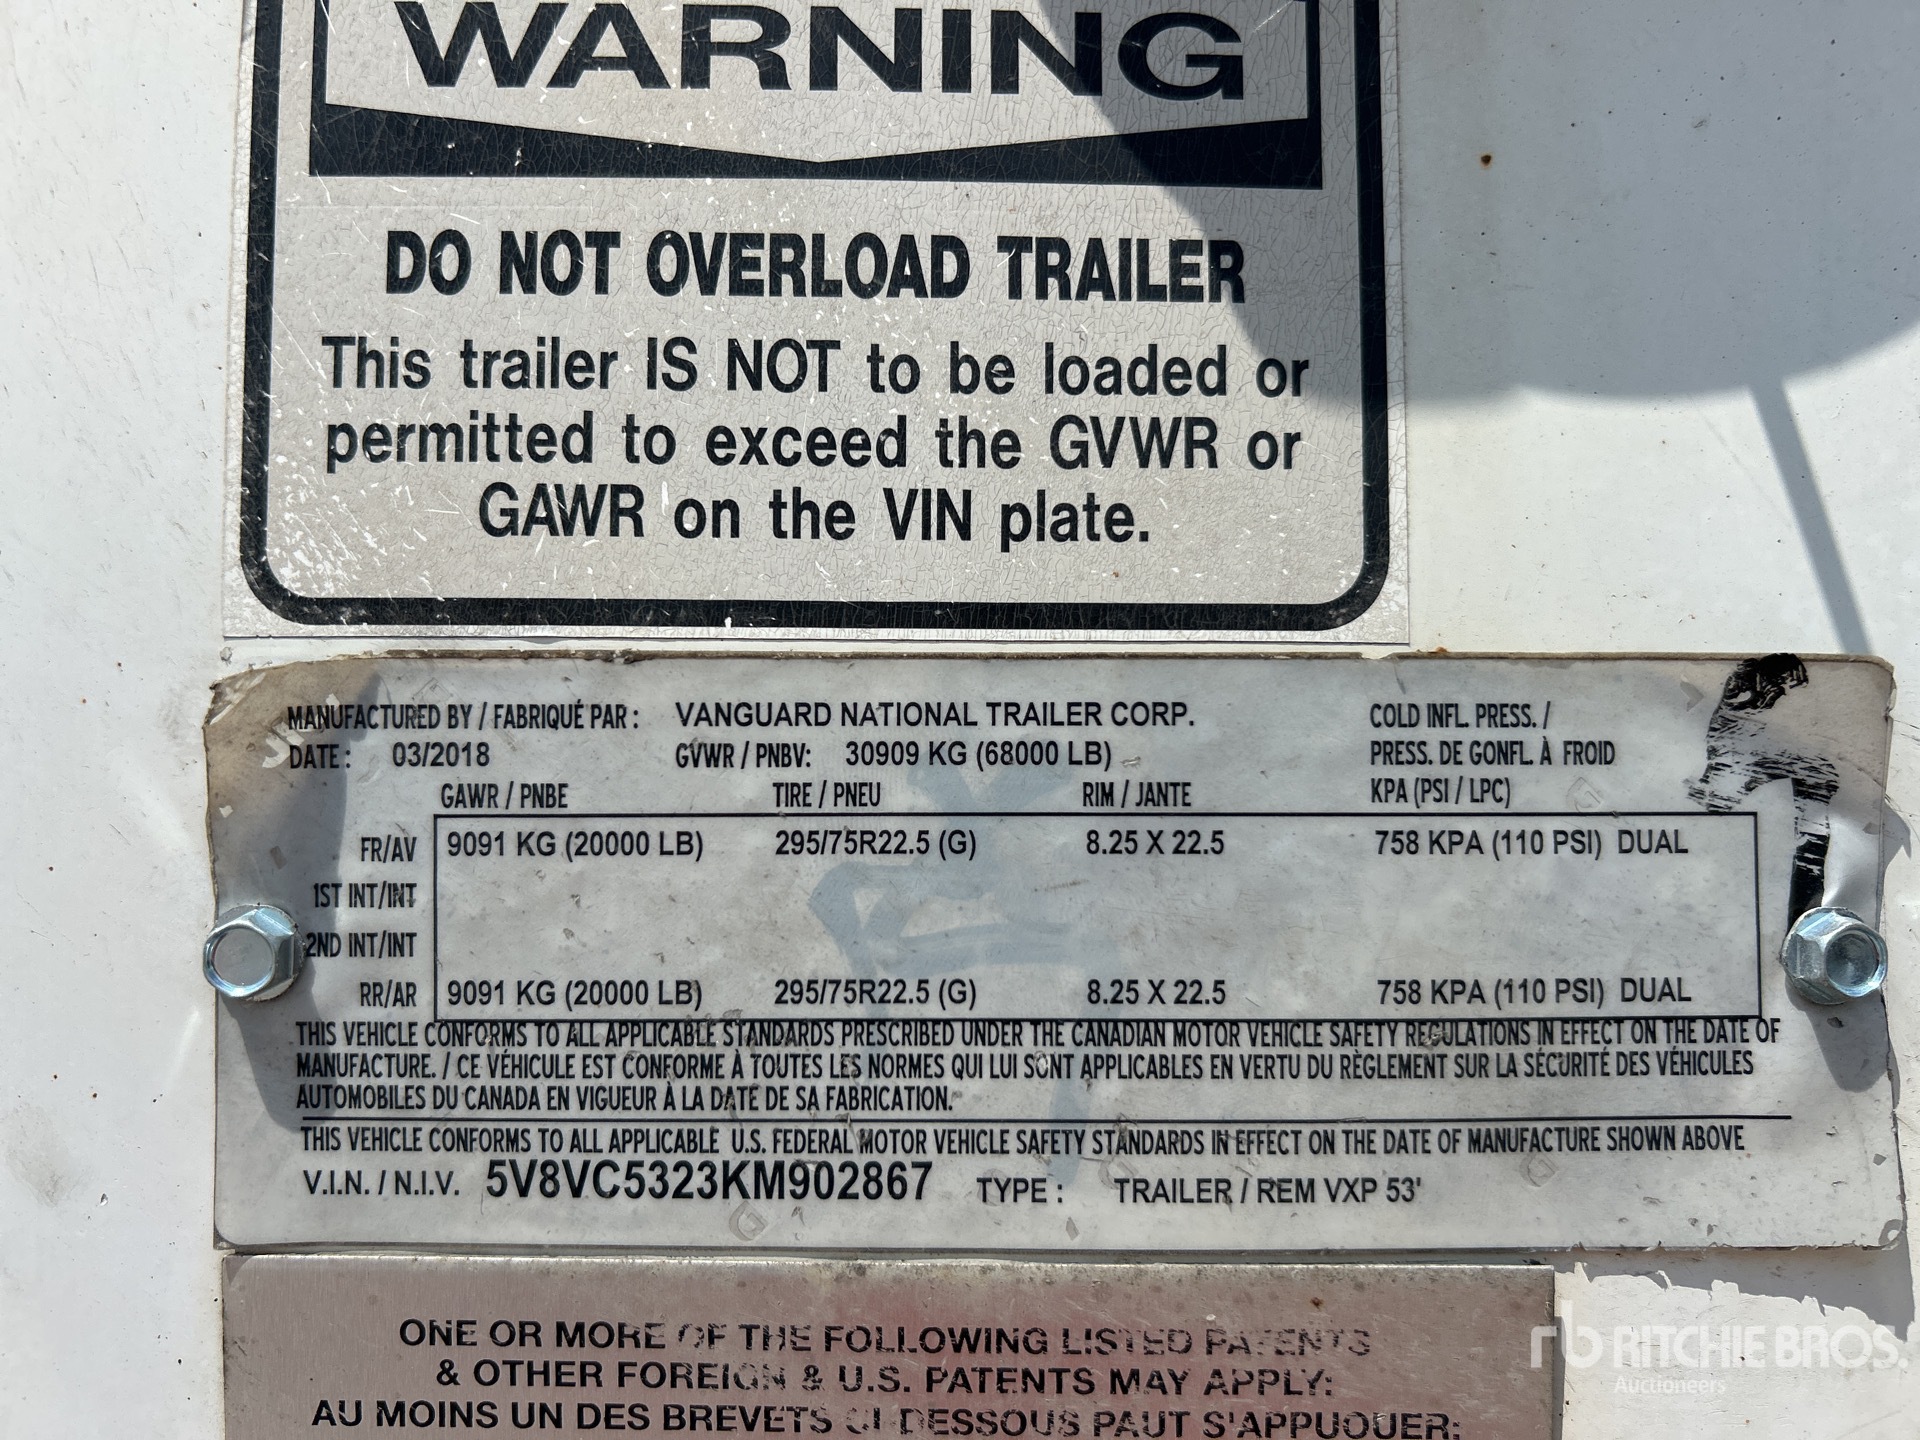 WARNING
DO NOT OVERLOAD TRAILER
This trailer IS NOT to be loaded or
permitted to exceed the GVWR or
GAWR on the VIN plate.
MANUFACTURED BY / FABRIQUÉ PAR : VANGUARD NATIONAL TRAILER CORP. COLD INFL. PRESS. /
DATE : 03/2018 GVWR / PNBV: 30909 KG (68000 LB) PRESS. DE GONFL. À FROID
GAWR / PNBE TIRE / PNEU RIM / JANTE KPA (PSI / LPC)
FR/AV 9091 KG (20000 LB) 295/75R22.5 (G) 8.25 X 22.5 758 KPA (110 PSI) DUAL
1ST INT/INT
2ND INT/INT
RR/AR 9091 KG (20000 LB) 295/75R22.5 (G) 8.25 X 22.5 758 KPA (110 PSI) DUAL
THIS VEHICLE CONFORMS TO ALL APPLICABLE STANDARDS PRESCRIBED UNDER THE CANADIAN MOTOR VEHICLE SAFETY REGULATIONS IN EFFECT ON THE DATE OF
MANUFACTURE. / CE VÉHICULE EST CONFORME À TOUTES LES NORMES QUI LUI SONT APPLICABLES EN VERTU DU RÈGLEMENT SUR LA SÉCURITÉ DES VÉHICULES
AUTOMOBILES DU CANADA EN VIGUEUR À LA DATE DE SA FABRICATION.
THIS VEHICLE CONFORMS TO ALL APPLICABLE U.S. FEDERAL MOTOR VEHICLE SAFETY STANDARDS IN EFFECT ON THE DATE OF MANUFACTURE SHOWN ABOVE
V.I.N. / N.I.V. 5V8VC5323KM902867 TYPE : TRAILER / REM VXP 53'
ONE OR MORE OF THE FOLLOWING LISTED PATENTS
& OTHER FOREIGN & U.S. PATENTS MAY APPLY:
AU MOINS UN DES BREVETS CI-DESSOUS PAUT S'APPUQUER:
rb RITCHIE BROS.
Auctioneers